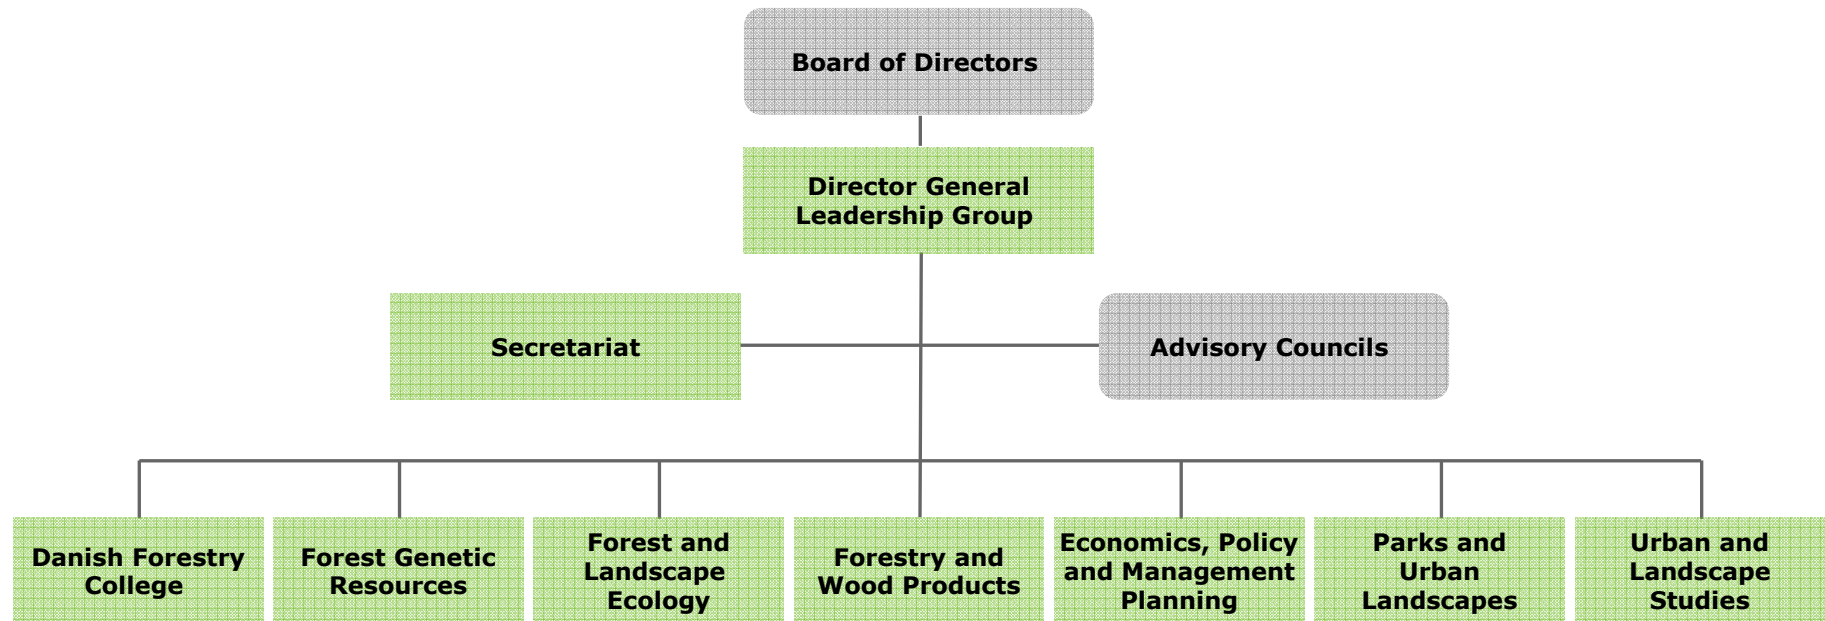 Board of Directors
Director General
Leadership Group
Secretariat
Advisory Councils
Danish Forestry
College
Forest Genetic
Resources
Forest and
Landscape
Ecology
Forestry and
Wood Products
Economics, Policy
and Management
Planning
Parks and
Urban
Landscapes
Urban and
Landscape
Studies